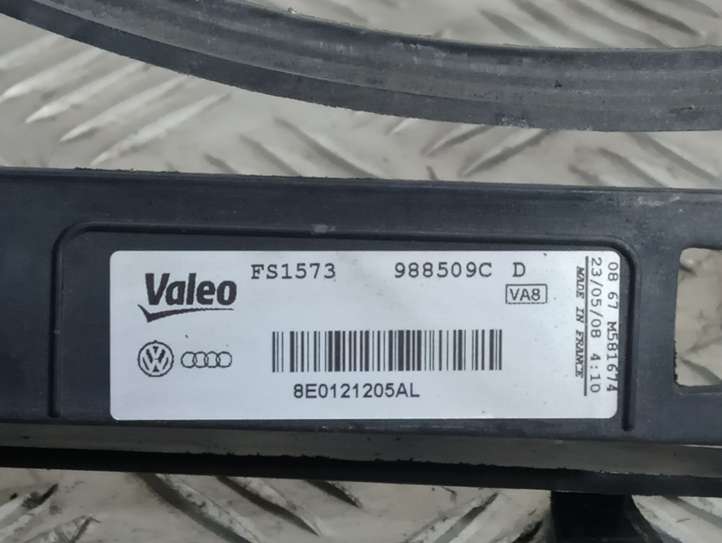 Valeo
FS1573 988509C D
VA8
8E0121205AL
08 67 M581674
23/05/08 4:10
MADE IN FRANCE